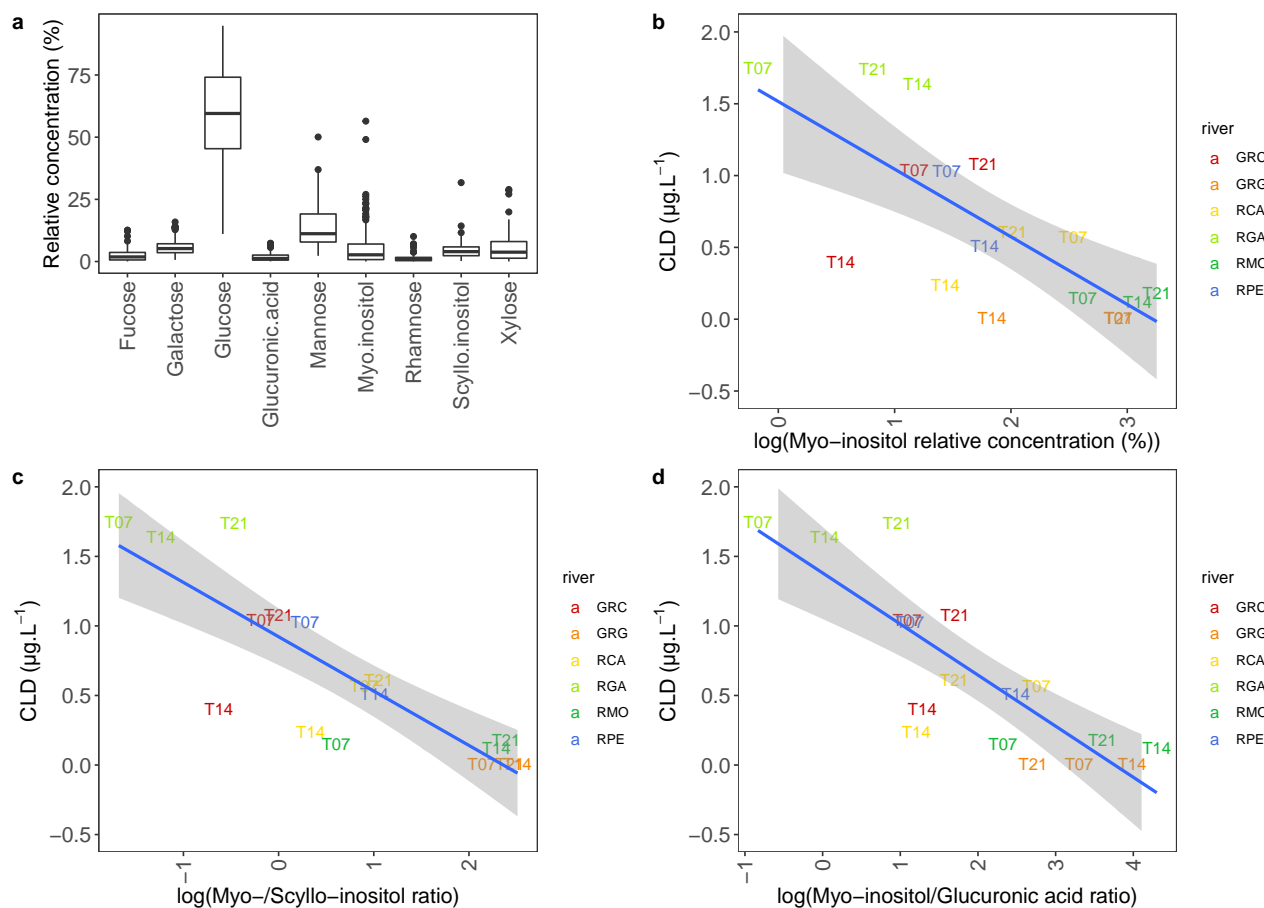 a
Relative concentration (%)
75
50
25
0
Fucose
Galactose
Glucose
Glucuronic.acid
Mannose
Myo.inositol
Rhamnose
Scyllo.inositol
Xylose
b
CLD (µg.L⁻¹)
2.0
1.5
1.0
0.5
0.0
−0.5
T07
T21
T14
T07
T07
T21
T21
T07
T14
T14
T14
T07
T14
T21
T14
T21
T07
0
1
2
3
log(Myo−inositol relative concentration (%))
river
a GRC
a GRG
a RCA
a RGA
a RMO
a RPE
c
CLD (µg.L⁻¹)
2.0
1.5
1.0
0.5
0.0
−0.5
T07
T14
T21
T07
T21
T07
T07
T21
T14
T14
T14
T07
T14
T21
T07
T21
T14
−1
0
1
2
log(Myo−/Scyllo−inositol ratio)
river
a GRC
a GRG
a RCA
a RGA
a RMO
a RPE
d
CLD (µg.L⁻¹)
2.0
1.5
1.0
0.5
0.0
−0.5
T07
T14
T21
T07
T07
T21
T21
T14
T07
T14
T14
T07
T21
T14
T21
T07
T14
−1
0
1
2
3
4
log(Myo−inositol/Glucuronic acid ratio)
river
a GRC
a GRG
a RCA
a RGA
a RMO
a RPE